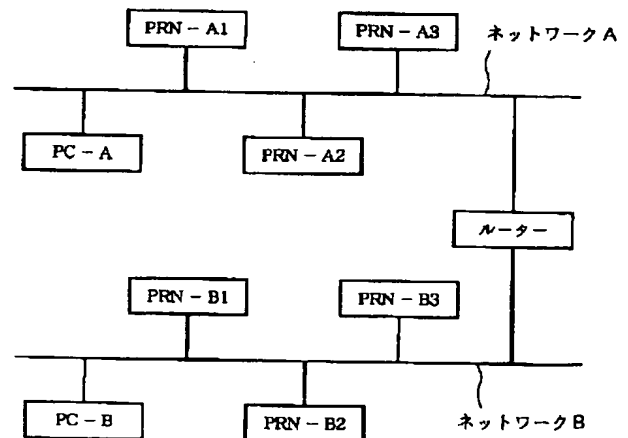 PRN-A1
PRN-A3
ネットワークA
PC-A
PRN-A2
ルーター
PRN-B1
PRN-B3
PC-B
PRN-B2
ネットワークB